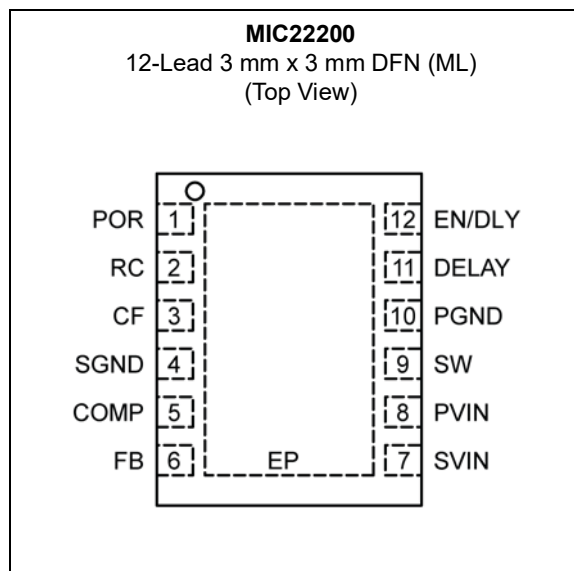 MIC22200
12-Lead 3 mm x 3 mm DFN (ML)
(Top View)
POR 1 12 EN/DLY
RC 2 11 DELAY
CF 3 10 PGND
SGND 4 9 SW
COMP 5 8 PVIN
FB 6 EP 7 SVIN